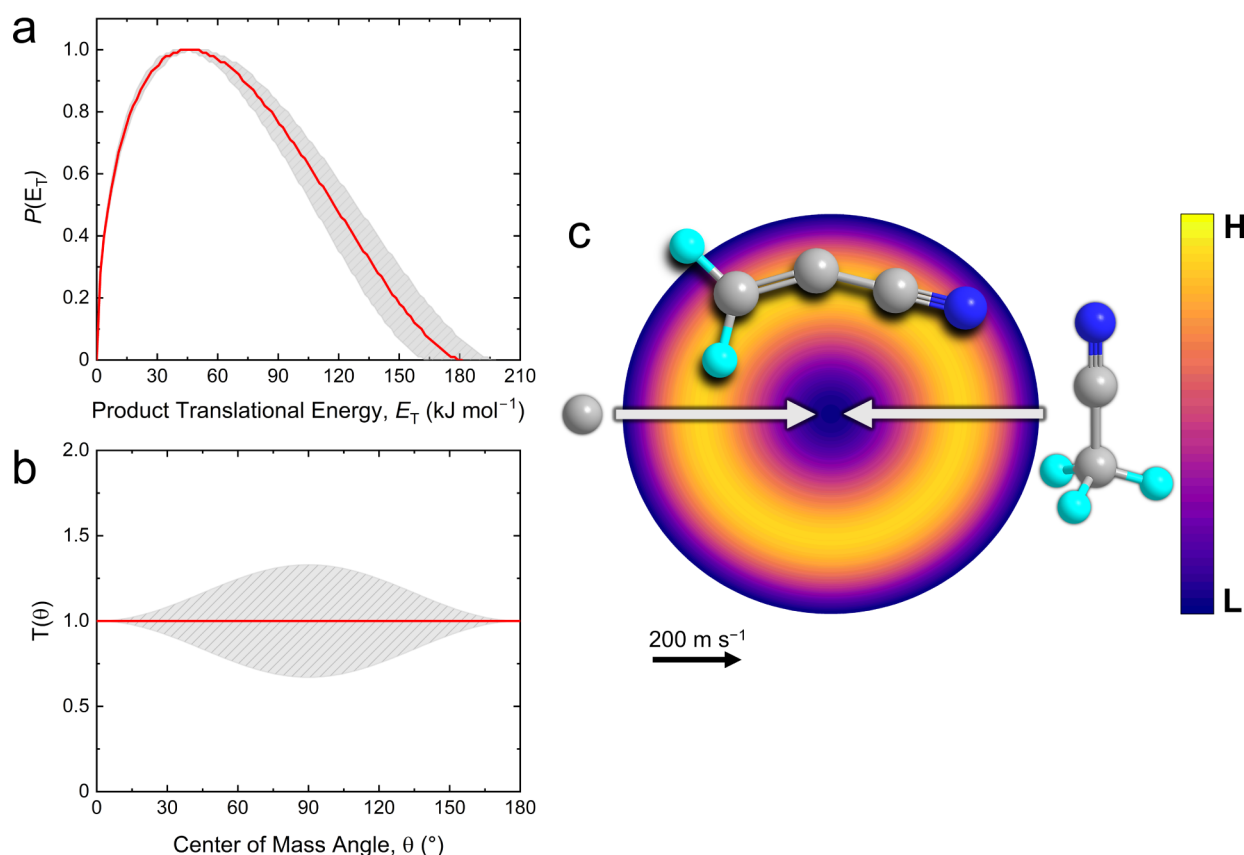 a
1.0
0.8
0.6
0.4
0.2
0
P(E_T)
0 30 60 90 120 150 180 210
Product Translational Energy, E_T (kJ mol⁻¹)
b
2.0
1.5
1.0
0.5
0
T(θ)
0 30 60 90 120 150 180
Center of Mass Angle, θ (°)
c
H
L
200 m s⁻¹